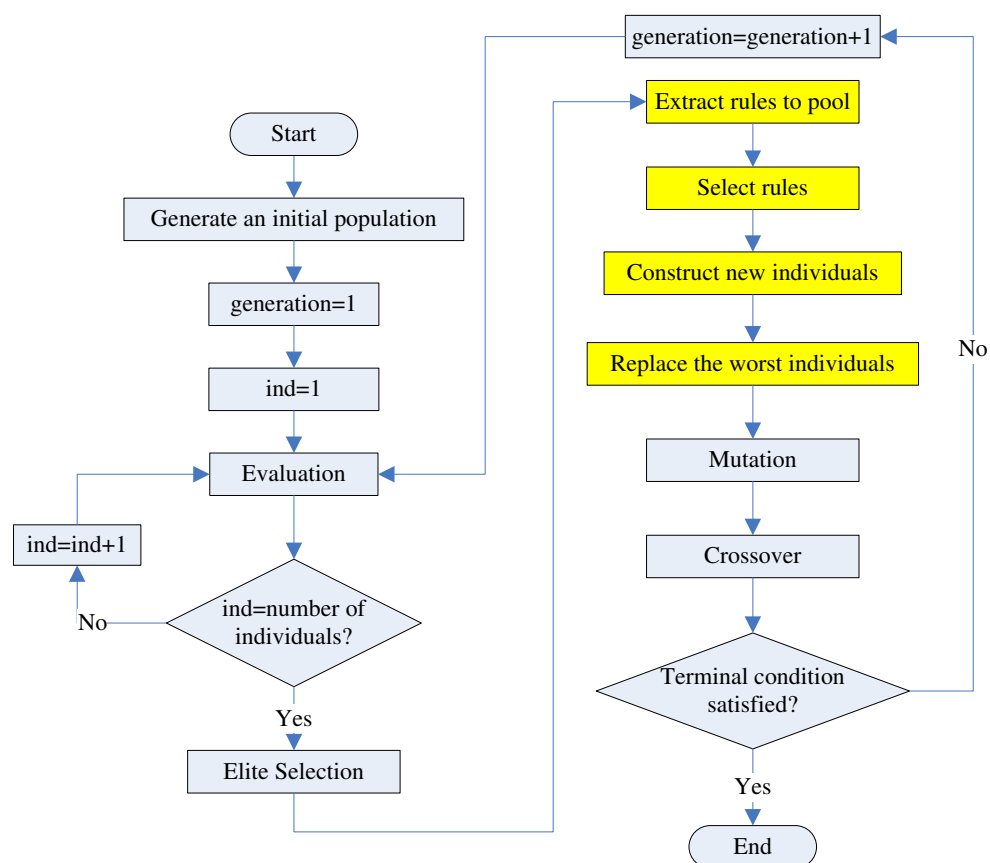 Start
Generate an initial population
generation=1
ind=1
Evaluation
ind=ind+1
No
ind=number of
individuals?
Yes
Elite Selection
generation=generation+1
Extract rules to pool
Select rules
Construct new individuals
Replace the worst individuals
No
Mutation
Crossover
Terminal condition
satisfied?
Yes
End